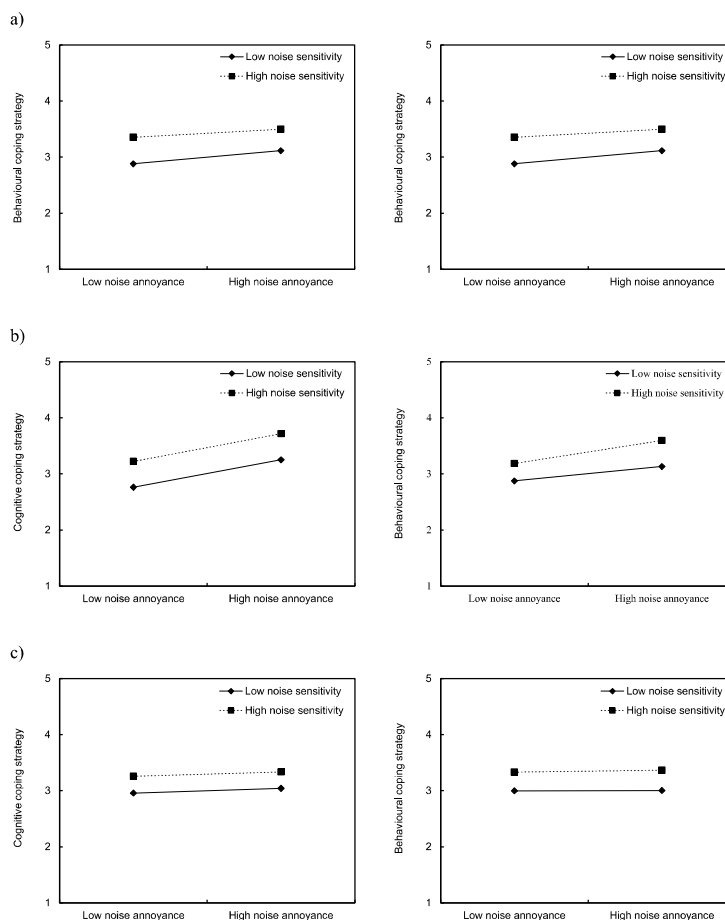 a)
5
4
3
2
1
Behavioural coping strategy
Low noise sensitivity
High noise sensitivity
Low noise annoyance
High noise annoyance
5
4
3
2
1
Behavioural coping strategy
Low noise sensitivity
High noise sensitivity
Low noise annoyance
High noise annoyance
b)
5
4
3
2
1
Cognitive coping strategy
Low noise sensitivity
High noise sensitivity
Low noise annoyance
High noise annoyance
5
4
3
2
1
Behavioural coping strategy
Low noise sensitivity
High noise sensitivity
Low noise annoyance
High noise annoyance
c)
5
4
3
2
1
Cognitive coping strategy
Low noise sensitivity
High noise sensitivity
Low noise annoyance
High noise annoyance
5
4
3
2
1
Behavioural coping strategy
Low noise sensitivity
High noise sensitivity
Low noise annoyance
High noise annoyance